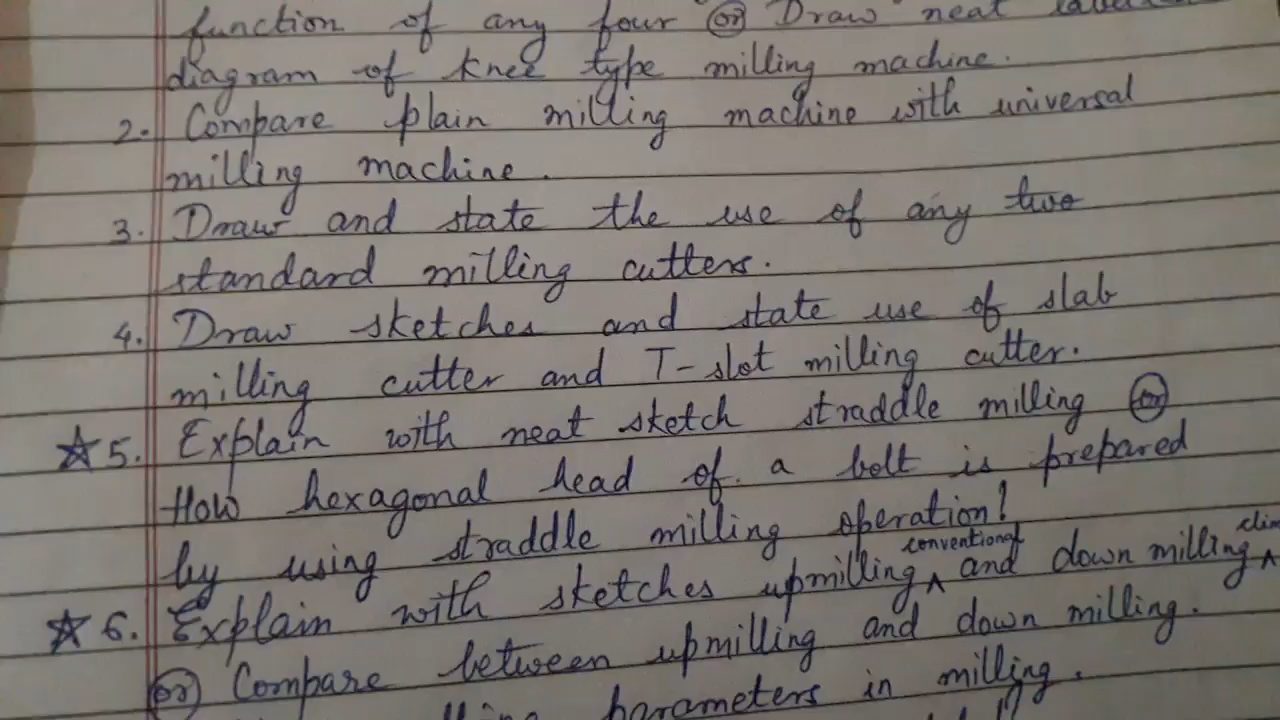 function of any four (or) Draw neat
diagram of knee type milling machine.
2. Compare plain milling machine with universal
milling machine.
3. Draw and state the use of any two
standard milling cutters.
4. Draw sketches and state use of slab
milling cutter and T-slot milling cutter.
☆ 5. Explain with neat sketch straddle milling (or)
How hexagonal head of a bolt is prepared
by using straddle milling operation?
conventional
☆ 6. Explain with sketches upmilling ^ and down milling ^
(or) Compare between upmilling and down milling.
parameters in milling.